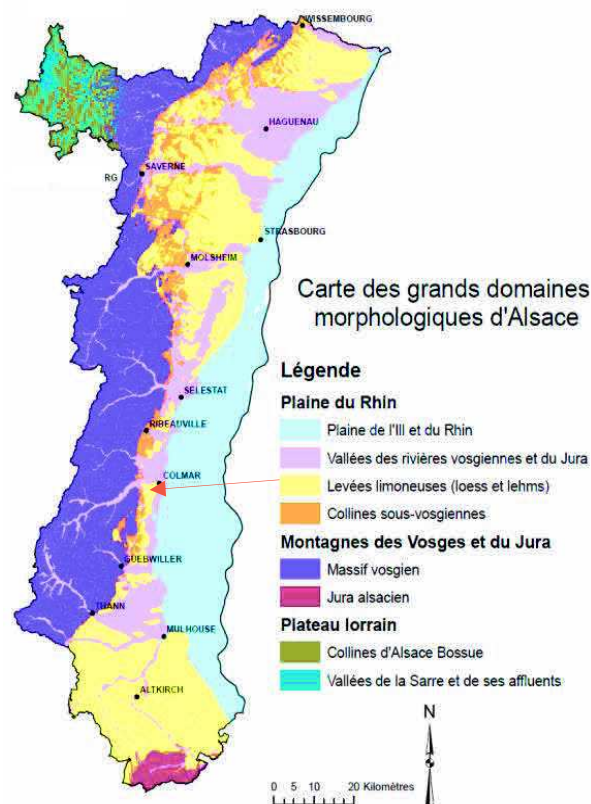 WISSEMBOURG
HAGUENAU
RG
SAVERNE
STRASBOURG
MOLSHEIM
Carte des grands domaines
morphologiques d'Alsace
Légende
Plaine du Rhin
Plaine de l'Ill et du Rhin
Vallées des rivières vosgiennes et du Jura
Levées limoneuses (loess et lehms)
Collines sous-vosgiennes
Montagnes des Vosges et du Jura
Massif vosgien
Jura alsacien
Plateau lorrain
Collines d'Alsace Bossue
Vallées de la Sarre et de ses affluents
SELESTAT
RIBEAUVILLE
COLMAR
GUEBWILLER
THANN
MULHOUSE
ALTKIRCH
N
0 5 10 20 Kilomètres